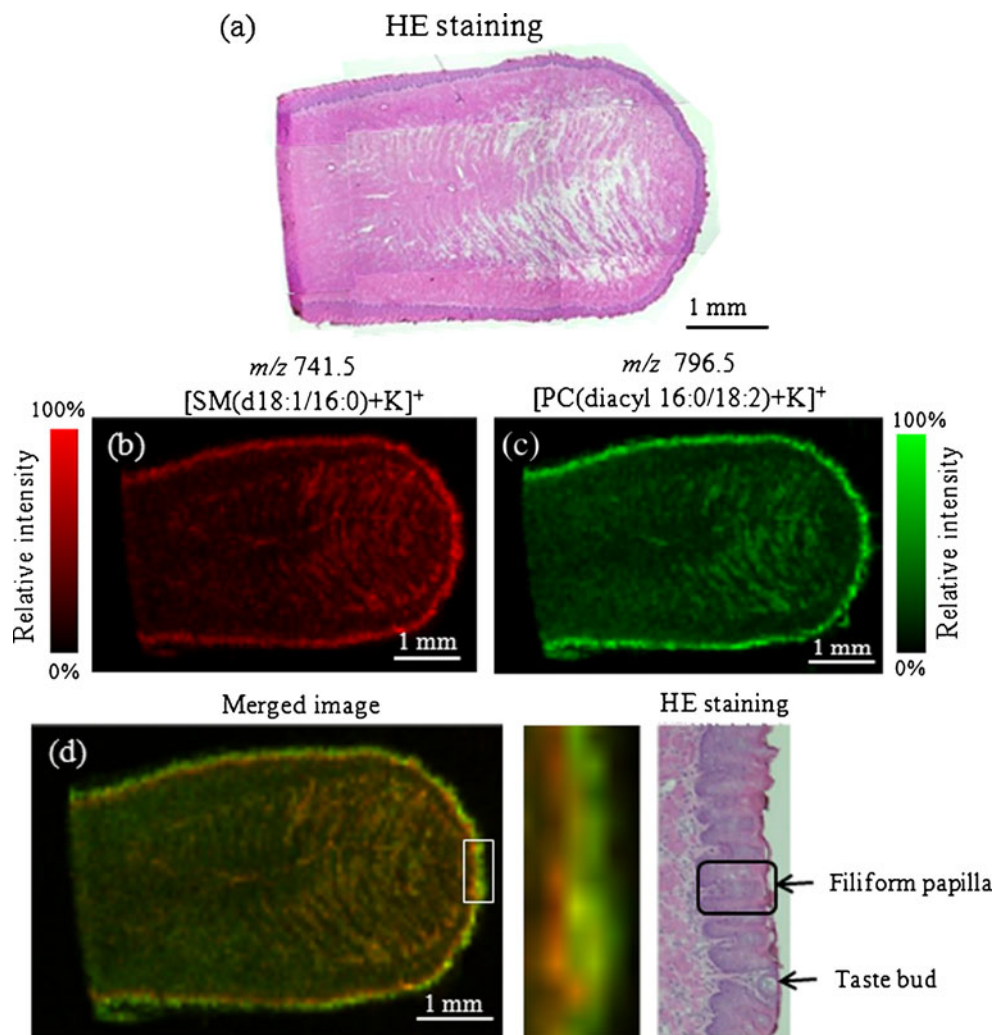 (a)
HE staining
1 mm
m/z 741.5
[SM(d18:1/16:0)+K]⁺
m/z 796.5
[PC(diacyl 16:0/18:2)+K]⁺
100%
Relative intensity
0%
(b)
1 mm
(c)
1 mm
100%
Relative intensity
0%
Merged image
HE staining
(d)
1 mm
Filiform papilla
Taste bud